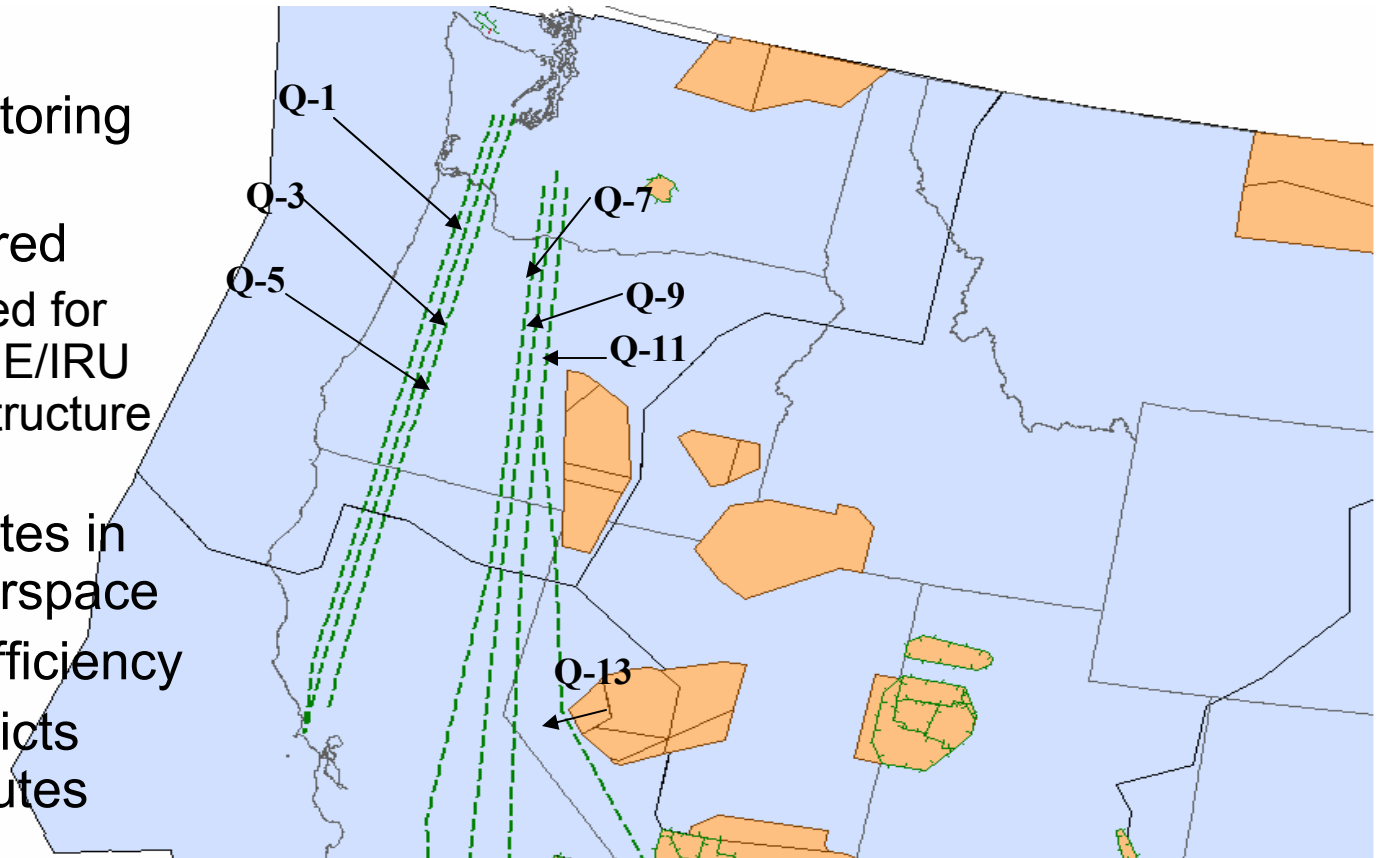 toring
red
ed for
E/IRU
tructure
tes in
rspace
fficiency
icts
utes
Q-1
Q-3
Q-5
Q-7
Q-9
Q-11
Q-13